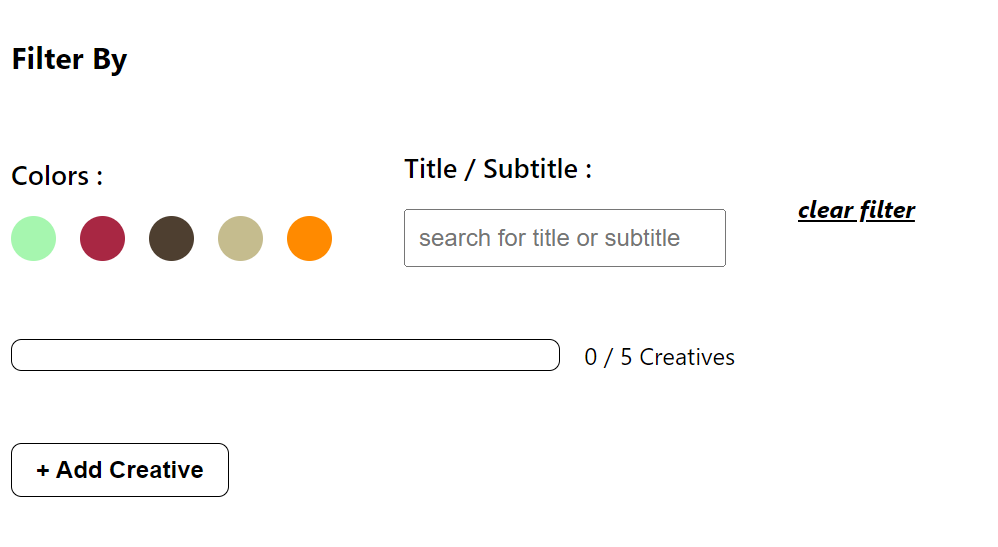 Filter By
Colors :
Title / Subtitle :
search for title or subtitle
clear filter
0 / 5 Creatives
+ Add Creative